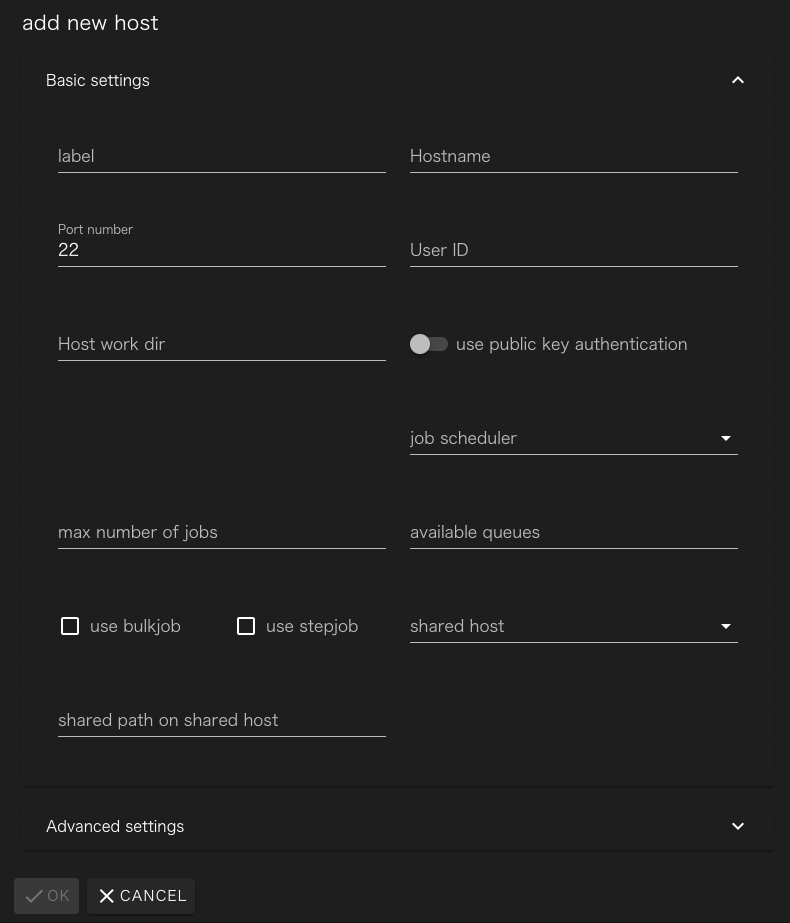 add new host
Basic settings
label
Hostname
Port number
22
User ID
Host work dir
use public key authentication
job scheduler
max number of jobs
available queues
use bulkjob
use stepjob
shared host
shared path on shared host
Advanced settings
OK
CANCEL